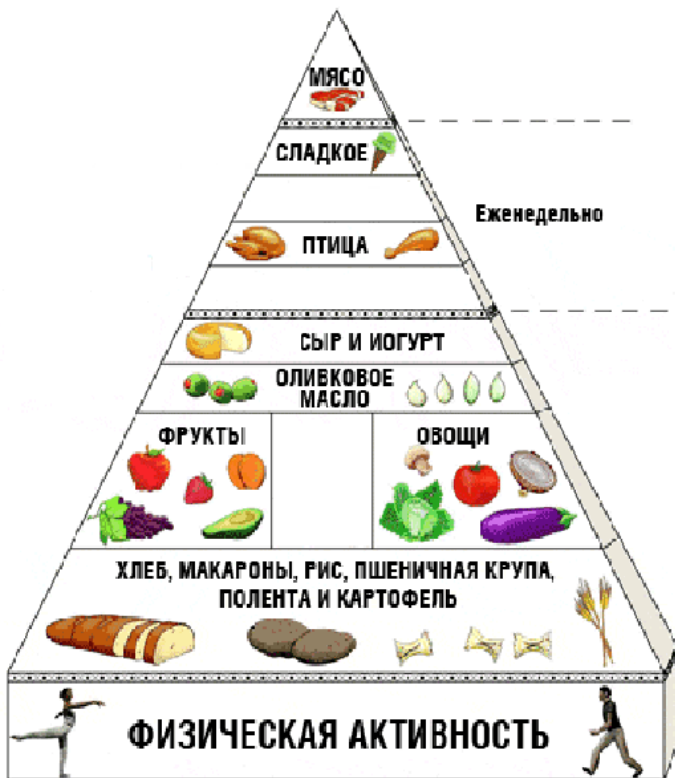 МЯСО
СЛАДКОЕ
Еженедельно
ПТИЦА
СЫР И ИОГУРТ
ОЛИВКОВОЕ
МАСЛО
ФРУКТЫ
ОВОЩИ
ХЛЕБ, МАКАРОНЫ, РИС, ПШЕНИЧНАЯ КРУПА,
ПОЛЕНТА И КАРТОФЕЛЬ
ФИЗИЧЕСКАЯ АКТИВНОСТЬ